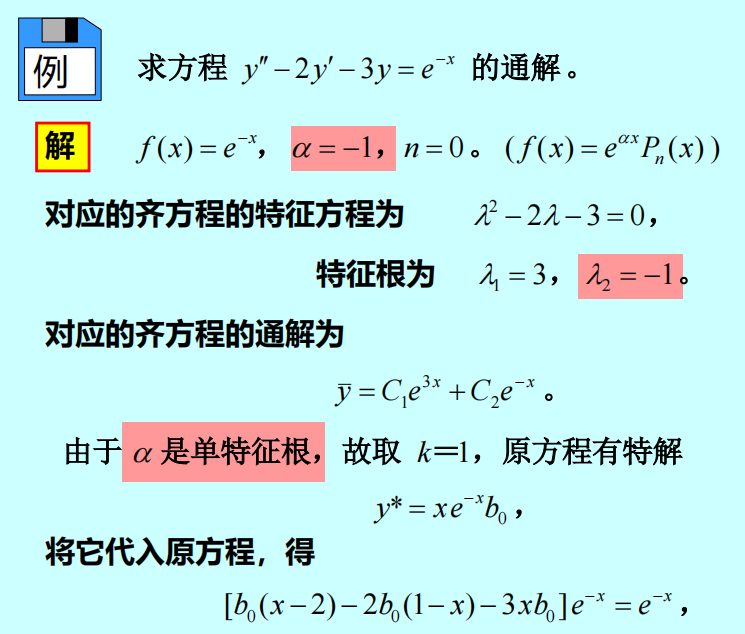 例
求方程 y″－2y′－3y＝e⁻ˣ 的通解。
解 f(x)＝e⁻ˣ，α＝－1，n＝0。(f(x)＝e^{αx}Pₙ(x))
对应的齐方程的特征方程为 λ²－2λ－3＝0，
特征根为 λ₁＝3，λ₂＝－1。
对应的齐方程的通解为
ȳ＝C₁e^{3x}＋C₂e^{－x}。
由于 α 是单特征根，故取 k＝1，原方程有特解
y*＝xe^{－x}b₀，
将它代入原方程，得
[b₀(x－2)－2b₀(1－x)－3xb₀]e^{－x}＝e^{－x}，